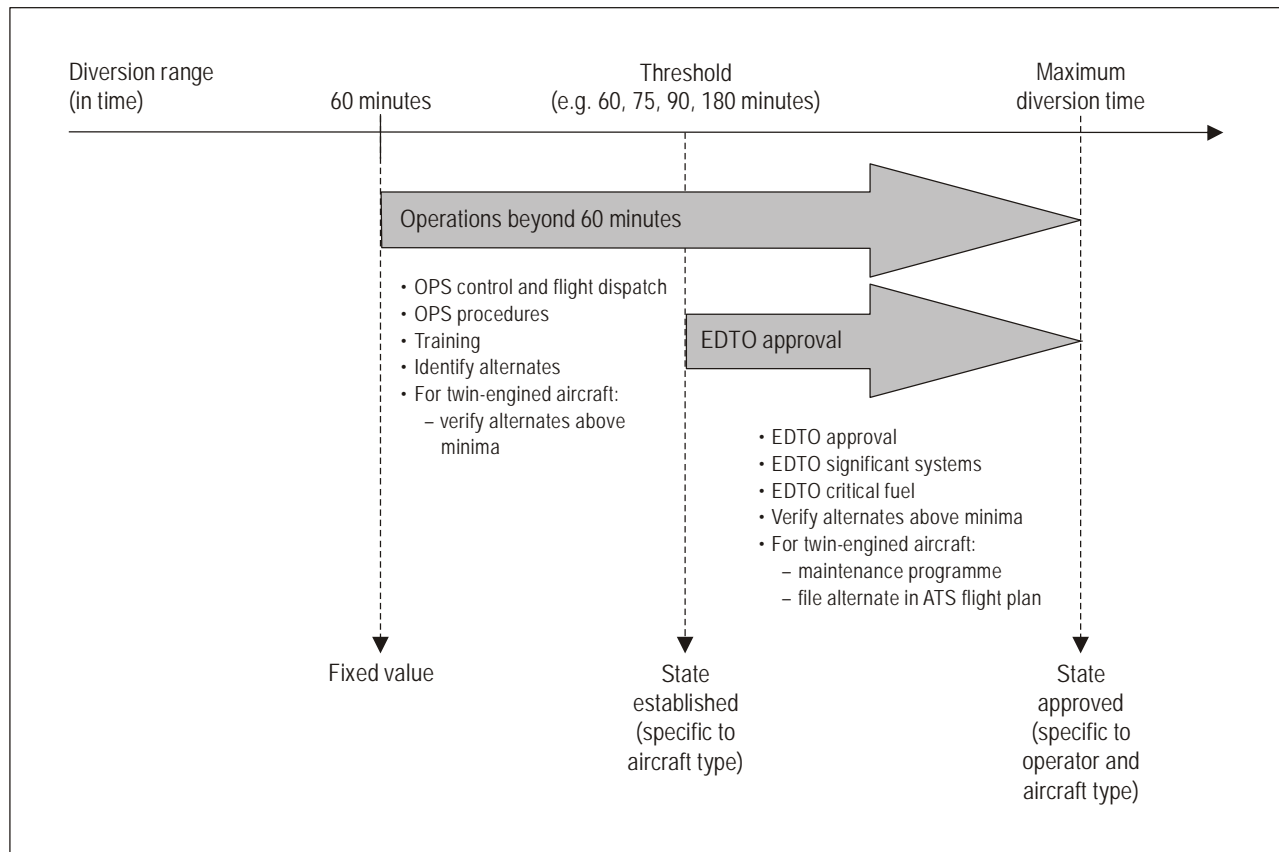 Diversion range
(in time)
60 minutes
Threshold
(e.g. 60, 75, 90, 180 minutes)
Maximum
diversion time
Operations beyond 60 minutes
• OPS control and flight dispatch
• OPS procedures
• Training
• Identify alternates
• For twin-engined aircraft:
– verify alternates above
minima
EDTO approval
• EDTO approval
• EDTO significant systems
• EDTO critical fuel
• Verify alternates above minima
• For twin-engined aircraft:
– maintenance programme
– file alternate in ATS flight plan
Fixed value
State
established
(specific to
aircraft type)
State
approved
(specific to
operator and
aircraft type)